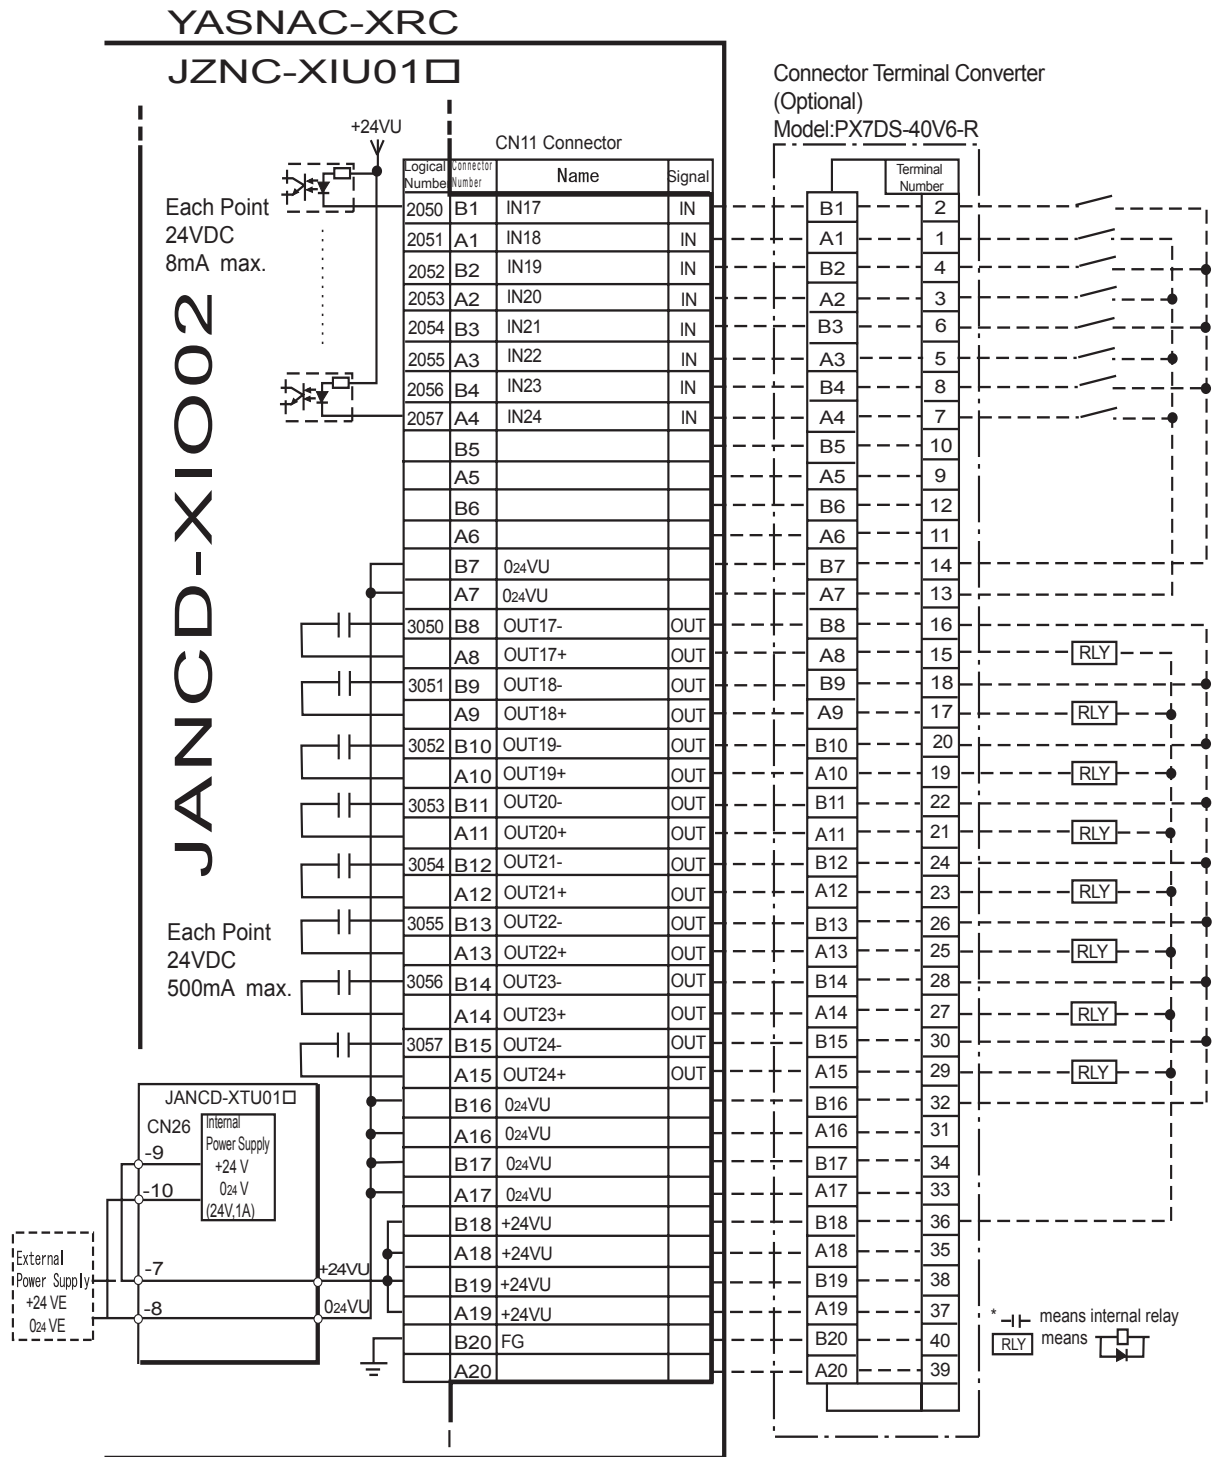 YASNAC-XRC
JZNC-XIU01□
Connector Terminal Converter
(Optional)
Model:PX7DS-40V6-R
+24VU
CN11 Connector
Logical Number Connector Number Name Signal Terminal Number
Each Point
24VDC
8mA max.
JANCD-XIO02
2050 B1 IN17 IN B1 2
2051 A1 IN18 IN A1 1
2052 B2 IN19 IN B2 4
2053 A2 IN20 IN A2 3
2054 B3 IN21 IN B3 6
2055 A3 IN22 IN A3 5
2056 B4 IN23 IN B4 8
2057 A4 IN24 IN A4 7
B5 B5 10
A5 A5 9
B6 B6 12
A6 A6 11
B7 024VU B7 14
A7 024VU A7 13
3050 B8 OUT17- OUT B8 16
A8 OUT17+ OUT A8 15 RLY
3051 B9 OUT18- OUT B9 18
A9 OUT18+ OUT A9 17 RLY
3052 B10 OUT19- OUT B10 20
A10 OUT19+ OUT A10 19 RLY
3053 B11 OUT20- OUT B11 22
A11 OUT20+ OUT A11 21 RLY
3054 B12 OUT21- OUT B12 24
A12 OUT21+ OUT A12 23 RLY
3055 B13 OUT22- OUT B13 26
A13 OUT22+ OUT A13 25 RLY
3056 B14 OUT23- OUT B14 28
A14 OUT23+ OUT A14 27 RLY
3057 B15 OUT24- OUT B15 30
A15 OUT24+ OUT A15 29 RLY
B16 024VU B16 32
A16 024VU A16 31
B17 024VU B17 34
A17 024VU A17 33
B18 +24VU B18 36
A18 +24VU A18 35
B19 +24VU B19 38
A19 +24VU A19 37
B20 FG B20 40
A20 A20 39
Each Point
24VDC
500mA max.
JANCD-XTU01□
CN26
Internal
Power Supply
+24 V
024 V
(24V,1A)
-9
-10
-7
-8
+24VU
024VU
External
Power Supply
+24 VE
024 VE
* means internal relay
RLY means